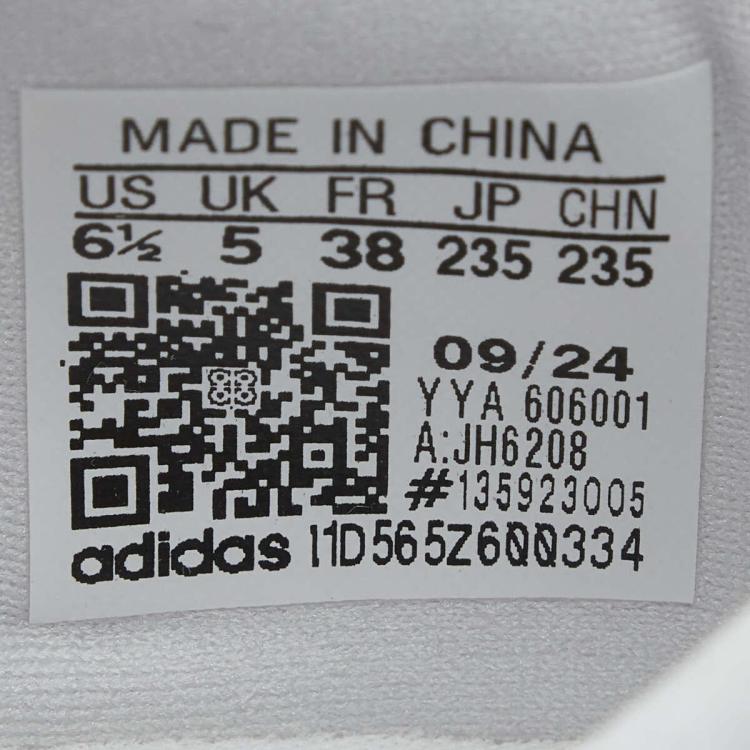 MADE IN CHINA
US UK FR JP CHN
6½ 5 38 235 235
09/24
YYA 606001
A:JH6208
#135923005
adidas I1D565Z6QQ334